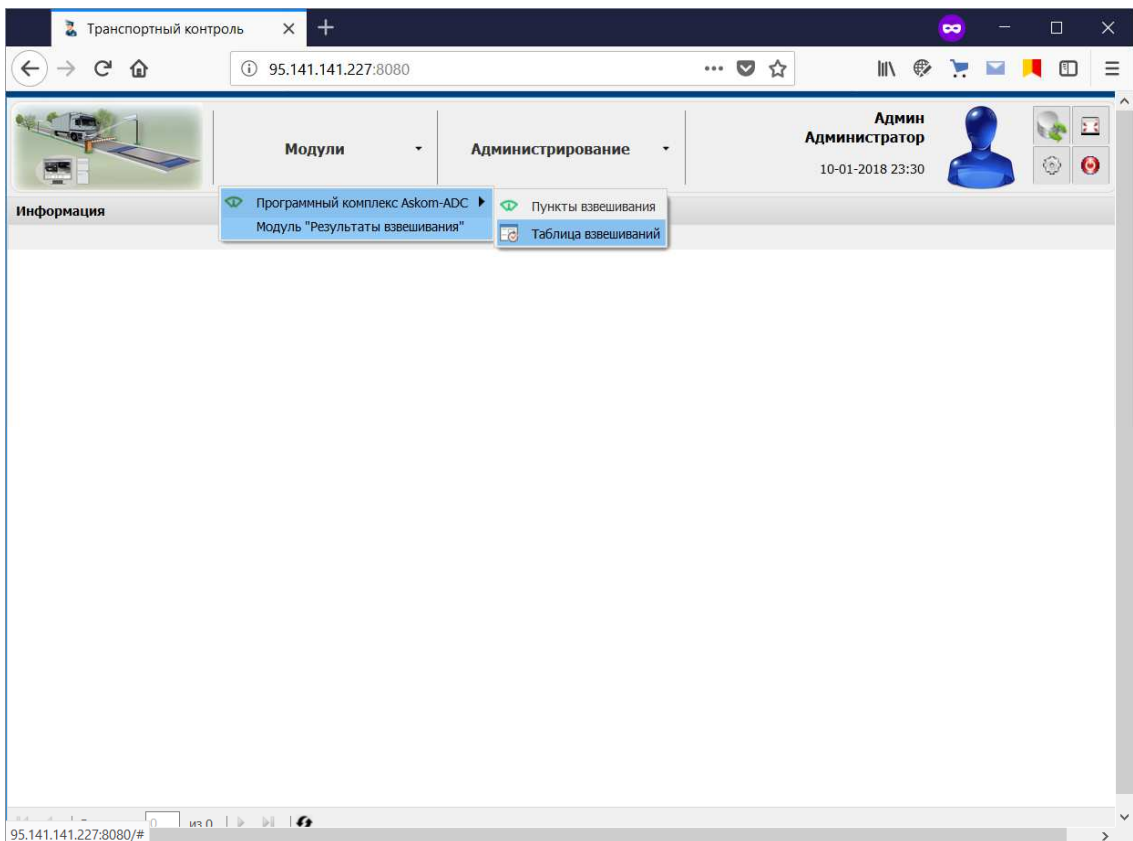 Транспортный контроль
95.141.141.227:8080
Админ
Администратор
10-01-2018 23:30
Модули
Администрирование
Информация
Программный комплекс Askom-ADC
Модуль "Результаты взвешивания"
Пункты взвешивания
Таблица взвешиваний
0 из 0
95.141.141.227:8080/#